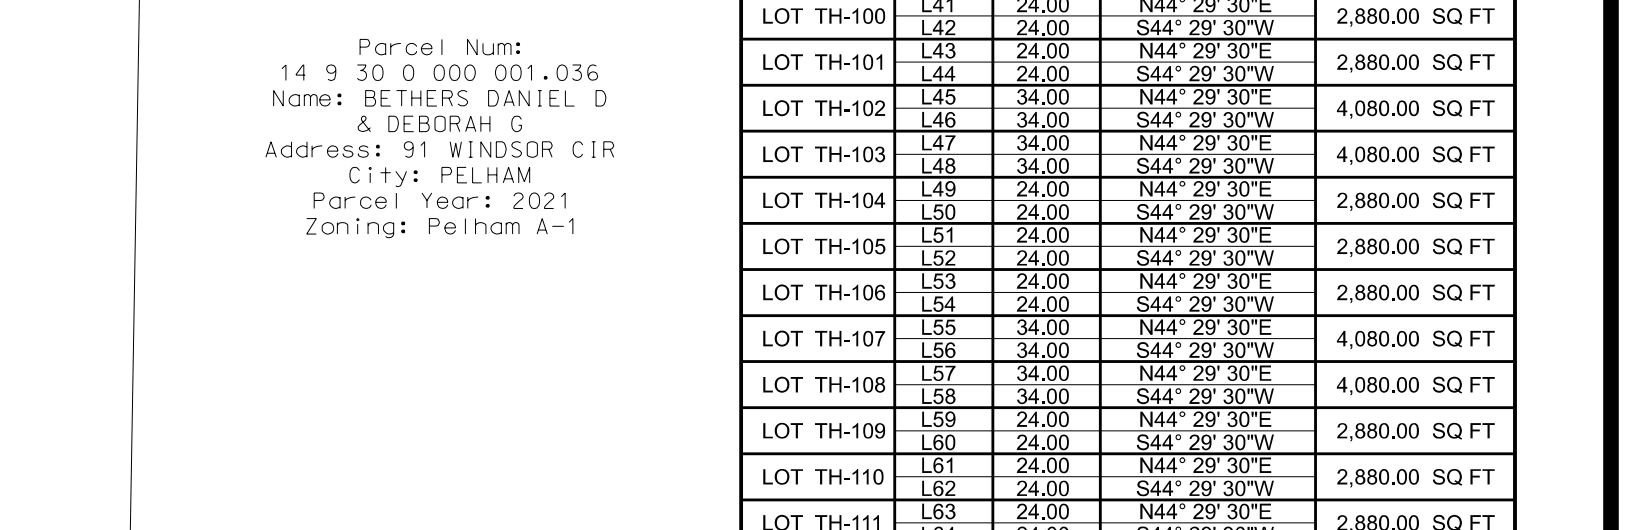 Parcel Num:
14 9 30 0 000 001.036
Name: BETHERS DANIEL D
& DEBORAH G
Address: 91 WINDSOR CIR
City: PELHAM
Parcel Year: 2021
Zoning: Pelham A-1
LOT TH-100 L41 24.00 N44° 29' 30"E 2,880.00 SQ FT
L42 24.00 S44° 29' 30"W
LOT TH-101 L43 24.00 N44° 29' 30"E 2,880.00 SQ FT
L44 24.00 S44° 29' 30"W
LOT TH-102 L45 34.00 N44° 29' 30"E 4,080.00 SQ FT
L46 34.00 S44° 29' 30"W
LOT TH-103 L47 34.00 N44° 29' 30"E 4,080.00 SQ FT
L48 34.00 S44° 29' 30"W
LOT TH-104 L49 24.00 N44° 29' 30"E 2,880.00 SQ FT
L50 24.00 S44° 29' 30"W
LOT TH-105 L51 24.00 N44° 29' 30"E 2,880.00 SQ FT
L52 24.00 S44° 29' 30"W
LOT TH-106 L53 24.00 N44° 29' 30"E 2,880.00 SQ FT
L54 24.00 S44° 29' 30"W
LOT TH-107 L55 34.00 N44° 29' 30"E 4,080.00 SQ FT
L56 34.00 S44° 29' 30"W
LOT TH-108 L57 34.00 N44° 29' 30"E 4,080.00 SQ FT
L58 34.00 S44° 29' 30"W
LOT TH-109 L59 24.00 N44° 29' 30"E 2,880.00 SQ FT
L60 24.00 S44° 29' 30"W
LOT TH-110 L61 24.00 N44° 29' 30"E 2,880.00 SQ FT
L62 24.00 S44° 29' 30"W
LOT TH-111 L63 24.00 N44° 29' 30"E 2,880.00 SQ FT